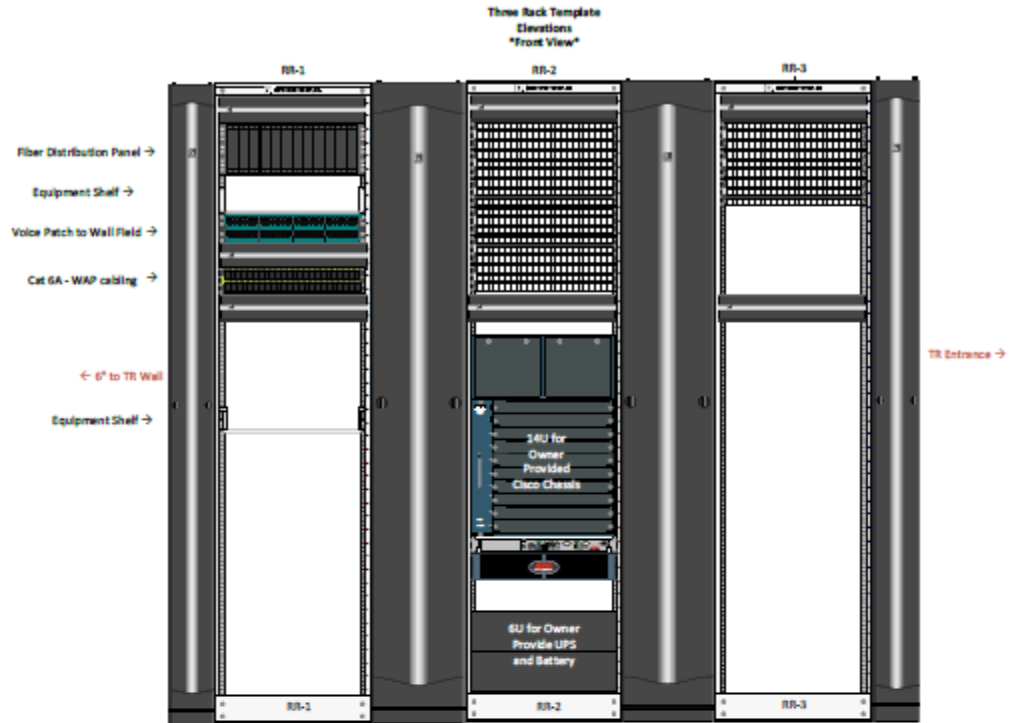 Three Rack Template
Elevations
*Front View*
RR-1
RR-2
RR-3
Fiber Distribution Panel →
Equipment Shelf →
Voice Patch to Wall Field →
Cat 6A - WAP cabling →
← 6" to TR Wall
TR Entrance →
Equipment Shelf →
14U for
Owner
Provided
Cisco Chassis
6U for Owner
Provide UPS
and Battery
RR-1
RR-2
RR-3